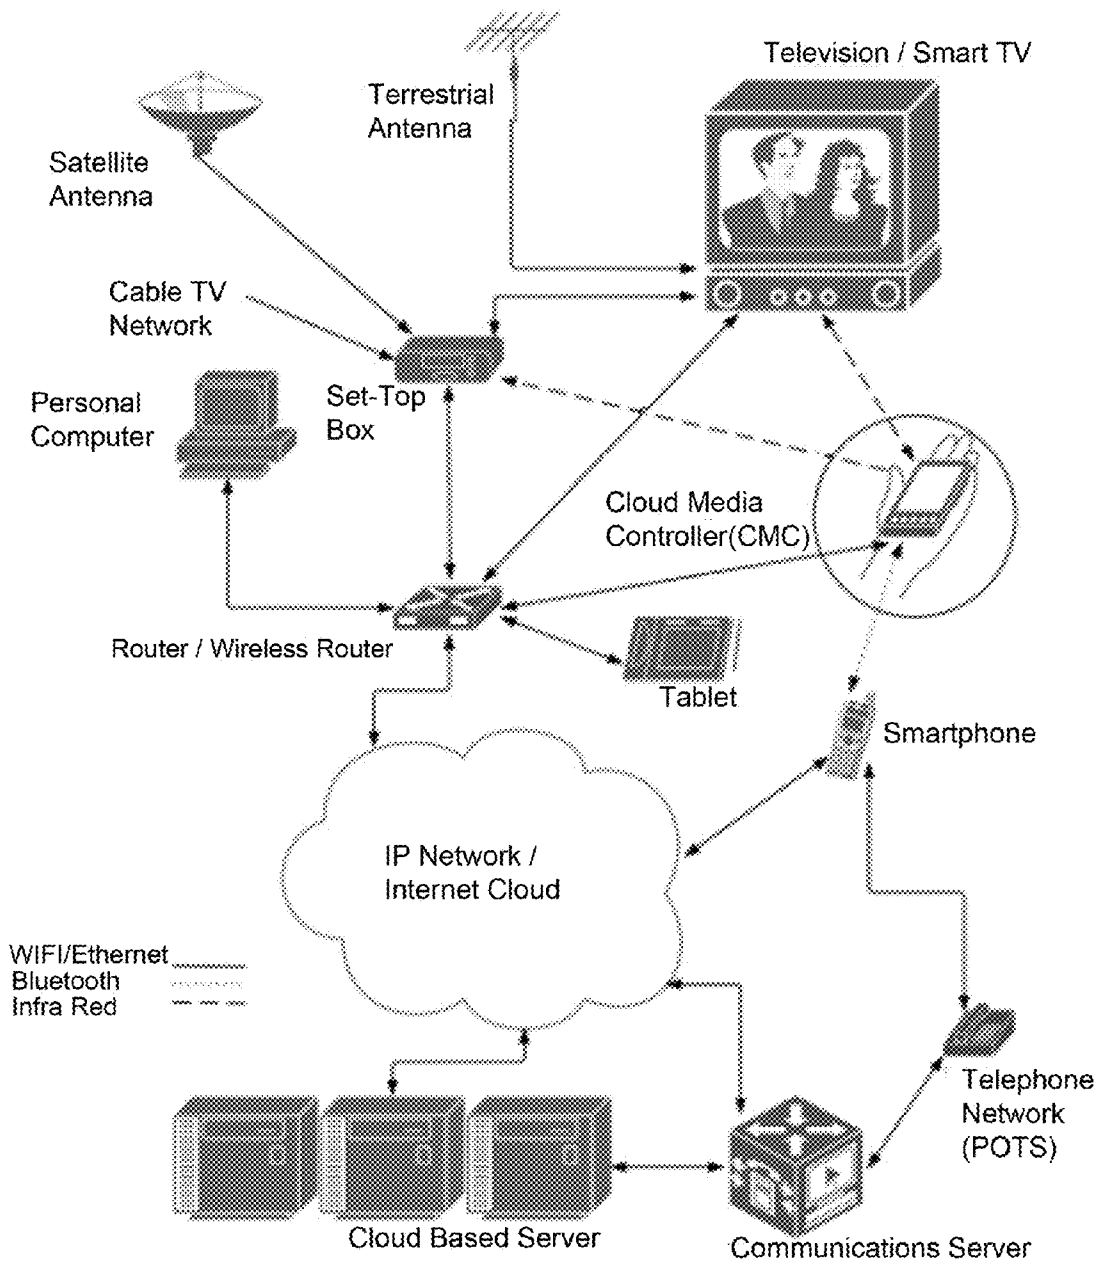 Television / Smart TV
Terrestrial
Antenna
Satellite
Antenna
Cable TV
Network
Set-Top
Box
Personal
Computer
Cloud Media
Controller(CMC)
Router / Wireless Router
Tablet
Smartphone
IP Network /
Internet Cloud
WIFI/Ethernet
Bluetooth
Infra Red
Telephone
Network
(POTS)
Cloud Based Server
Communications Server